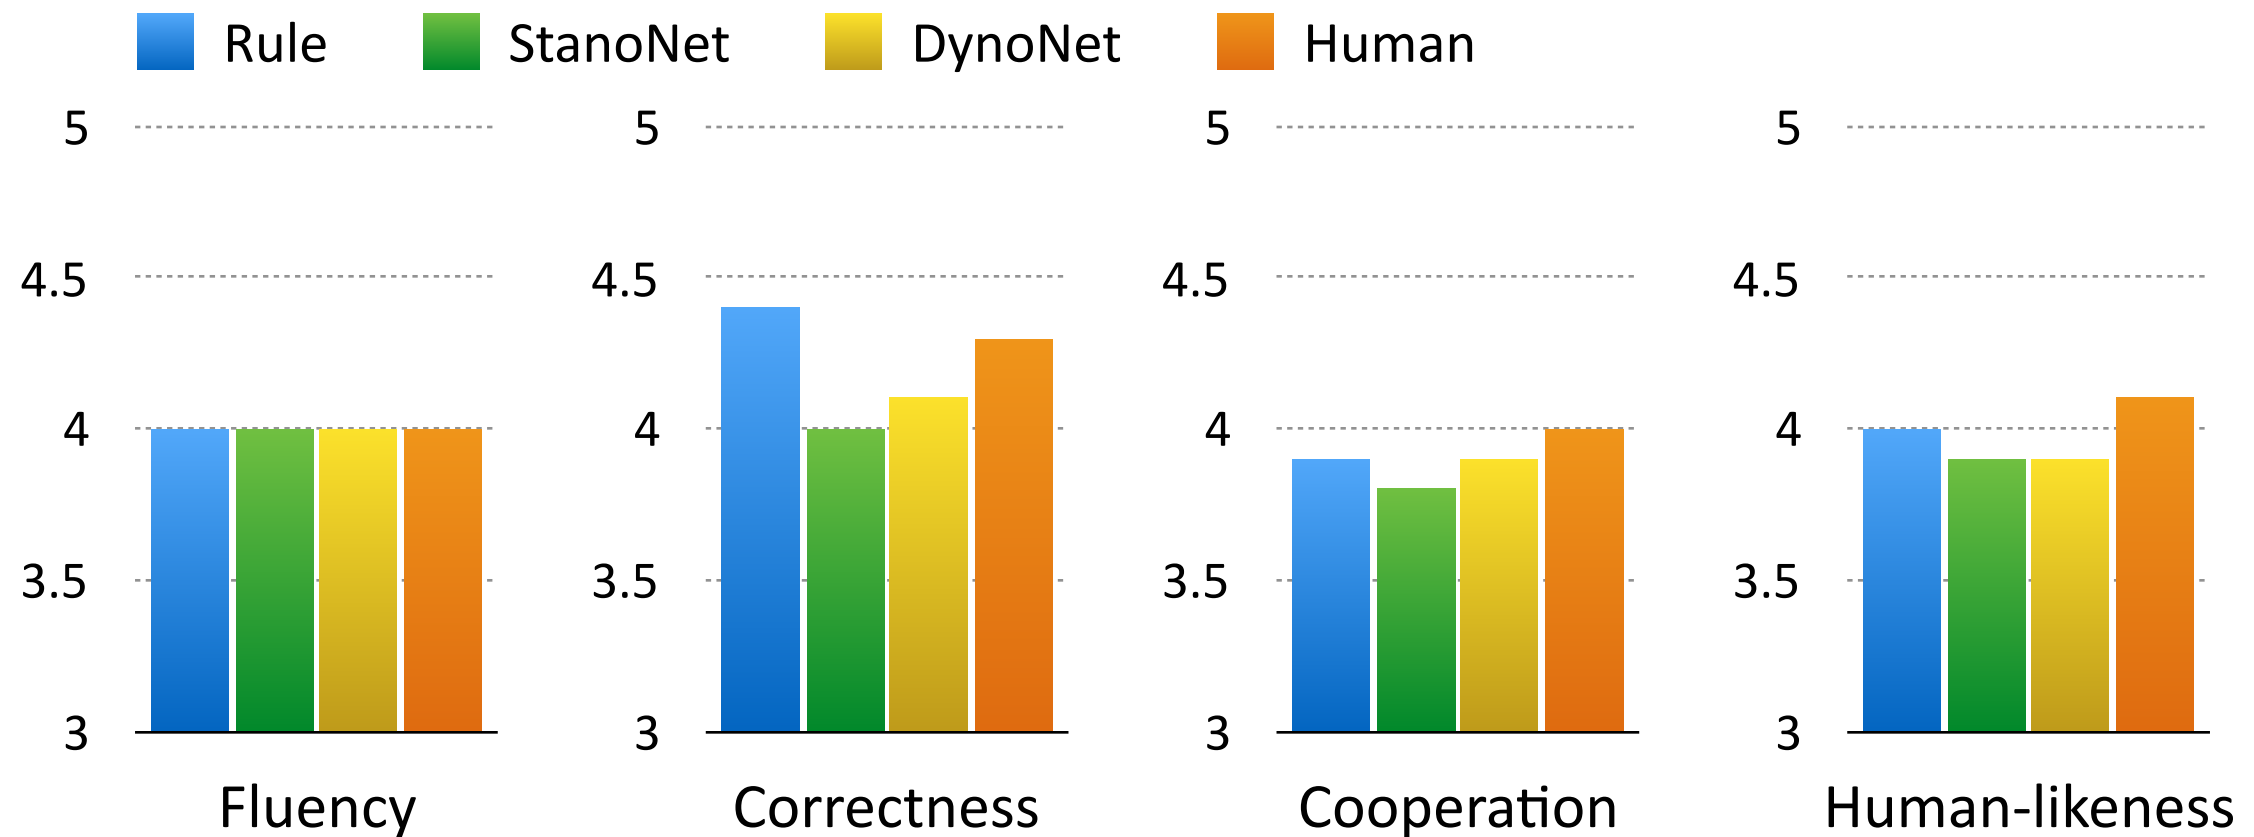 Rule StanoNet DynoNet Human
5 5 5 5
4.5 4.5 4.5 4.5
4 4 4 4
3.5 3.5 3.5 3.5
3 3 3 3
Fluency Correctness Cooperation Human-likeness